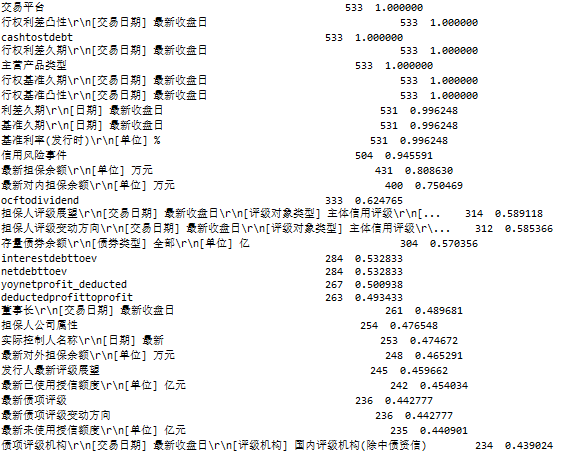 交易平台 533 1.000000
行权利差凸性\r\n[交易日期] 最新收盘日 533 1.000000
cashtostdebt 533 1.000000
行权利差久期\r\n[交易日期] 最新收盘日 533 1.000000
主营产品类型 533 1.000000
行权基准久期\r\n[交易日期] 最新收盘日 533 1.000000
行权基准凸性\r\n[交易日期] 最新收盘日 533 1.000000
利差久期\r\n[日期] 最新收盘日 531 0.996248
基准久期\r\n[日期] 最新收盘日 531 0.996248
基准利率(发行时)\r\n[单位] % 531 0.996248
信用风险事件 504 0.945591
最新担保余额\r\n[单位] 万元 431 0.808630
最新对内担保余额\r\n[单位] 万元 400 0.750469
ocftodividend 333 0.624765
担保人评级展望\r\n[交易日期] 最新收盘日\r\n[评级对象类型] 主体信用评级\r\n[... 314 0.589118
担保人评级变动方向\r\n[交易日期] 最新收盘日\r\n[评级对象类型] 主体信用评级\r\... 312 0.585366
存量债券余额\r\n[债券类型] 全部\r\n[单位] 亿 304 0.570356
interestdebttoev 284 0.532833
netdebttoev 284 0.532833
yoynetprofit_deducted 267 0.500938
deductedprofittoprofit 263 0.493433
董事长\r\n[交易日期] 最新收盘日 261 0.489681
担保人公司属性 254 0.476548
实际控制人名称\r\n[日期] 最新 253 0.474672
最新对外担保余额\r\n[单位] 万元 248 0.465291
发行人最新评级展望 245 0.459662
最新已使用授信额度\r\n[单位] 亿元 242 0.454034
最新债项评级 236 0.442777
最新债项评级变动方向 236 0.442777
最新未使用授信额度\r\n[单位] 亿元 235 0.440901
债项评级机构\r\n[交易日期] 最新收盘日\r\n[评级机构] 国内评级机构(除中债资信) 234 0.439024